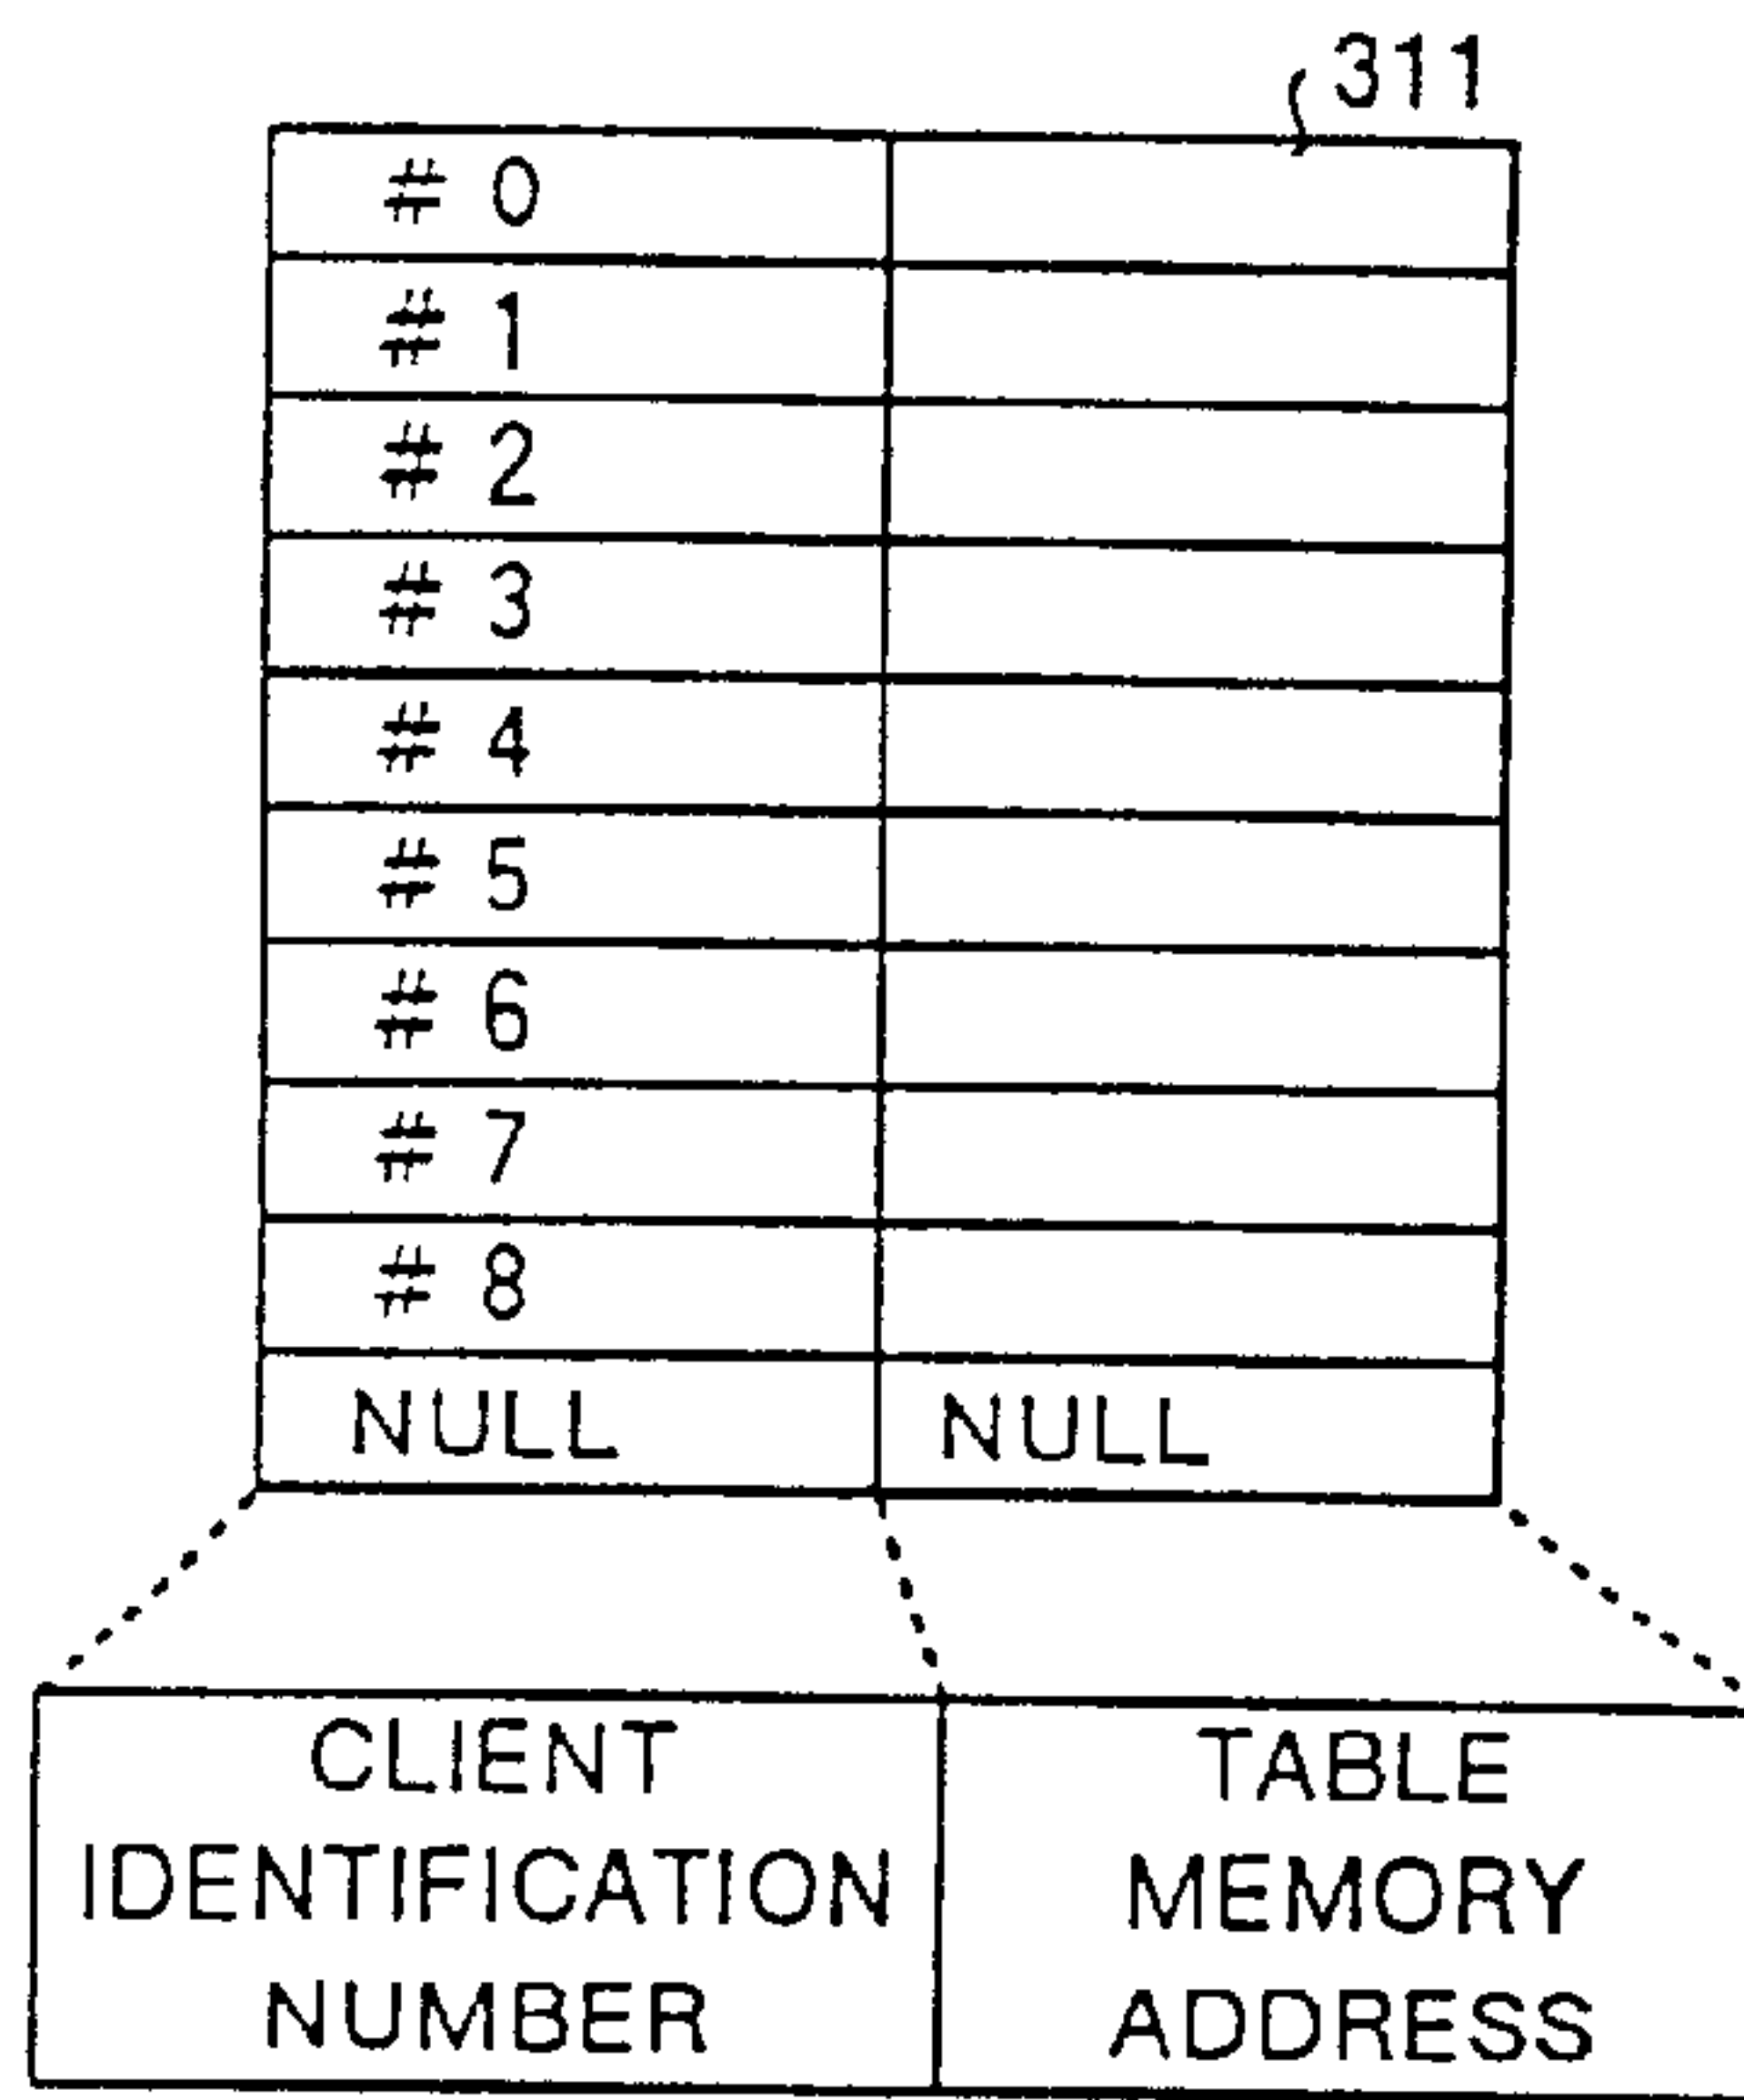 311
# 0
# 1
# 2
# 3
# 4
# 5
# 6
# 7
# 8
NULL NULL
CLIENT
IDENTIFICATION
NUMBER
TABLE
MEMORY
ADDRESS